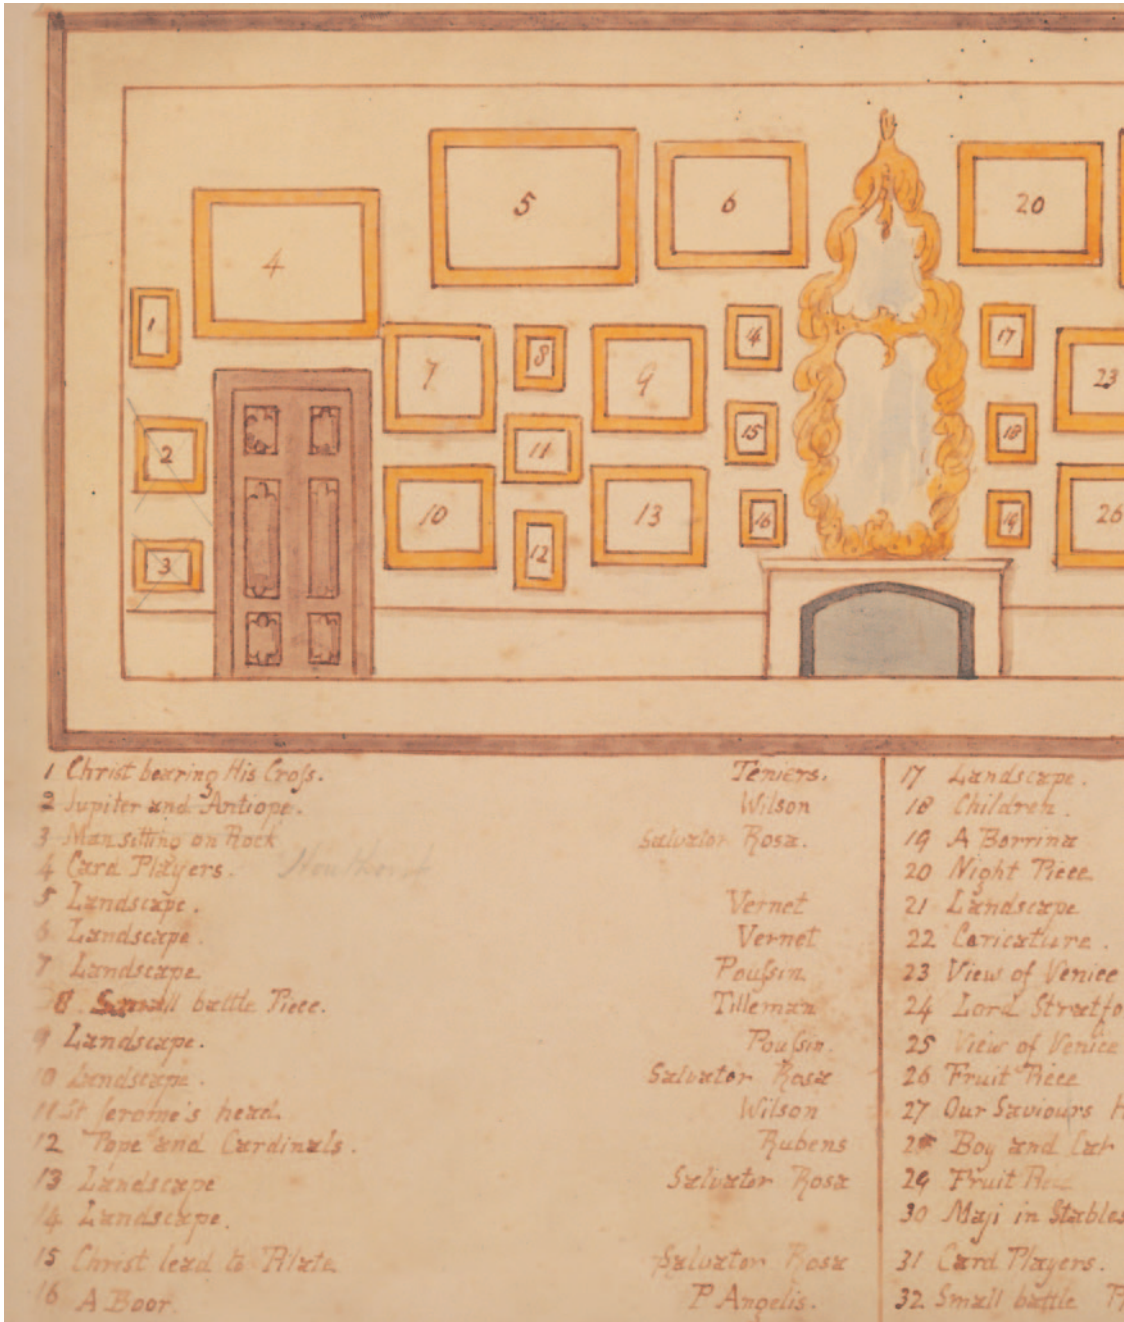 5
6
20
4
1
7
8
9
14
17
23
2
11
15
18
10
13
16
19
26
3
12
1 Christ bearing His Croſs. Teniers.
2 Jupiter and Antiope. Wilson
3 Man sitting on Rock Salvator Rosa.
4 Card Players.
5 Landscape. Vernet
6 Landscape. Vernet
7 Landscape Pouſsin
8 Small battle Piece. Tilleman
9 Landscape. Pouſsin.
10 Landscape. Salvator Rosa
11 St Jerome's head. Wilson
12 Pope and Cardinals. Rubens
13 Landscape Salvator Rosa
14 Landscape.
15 Christ lead to Pilate Salvator Rosa
16 A Boor P Angelis.
17 Landscape.
18 Children.
19 A Borrina
20 Night Piece
21 Landscape
22 Caricature.
23 View of Venice
24 Lord
25 View of Venice
26 Fruit Piece
27 Our Saviours
28 Boy and Cat
29 Fruit
30 Maji in Stables
31 Card Players.
32 Small battle